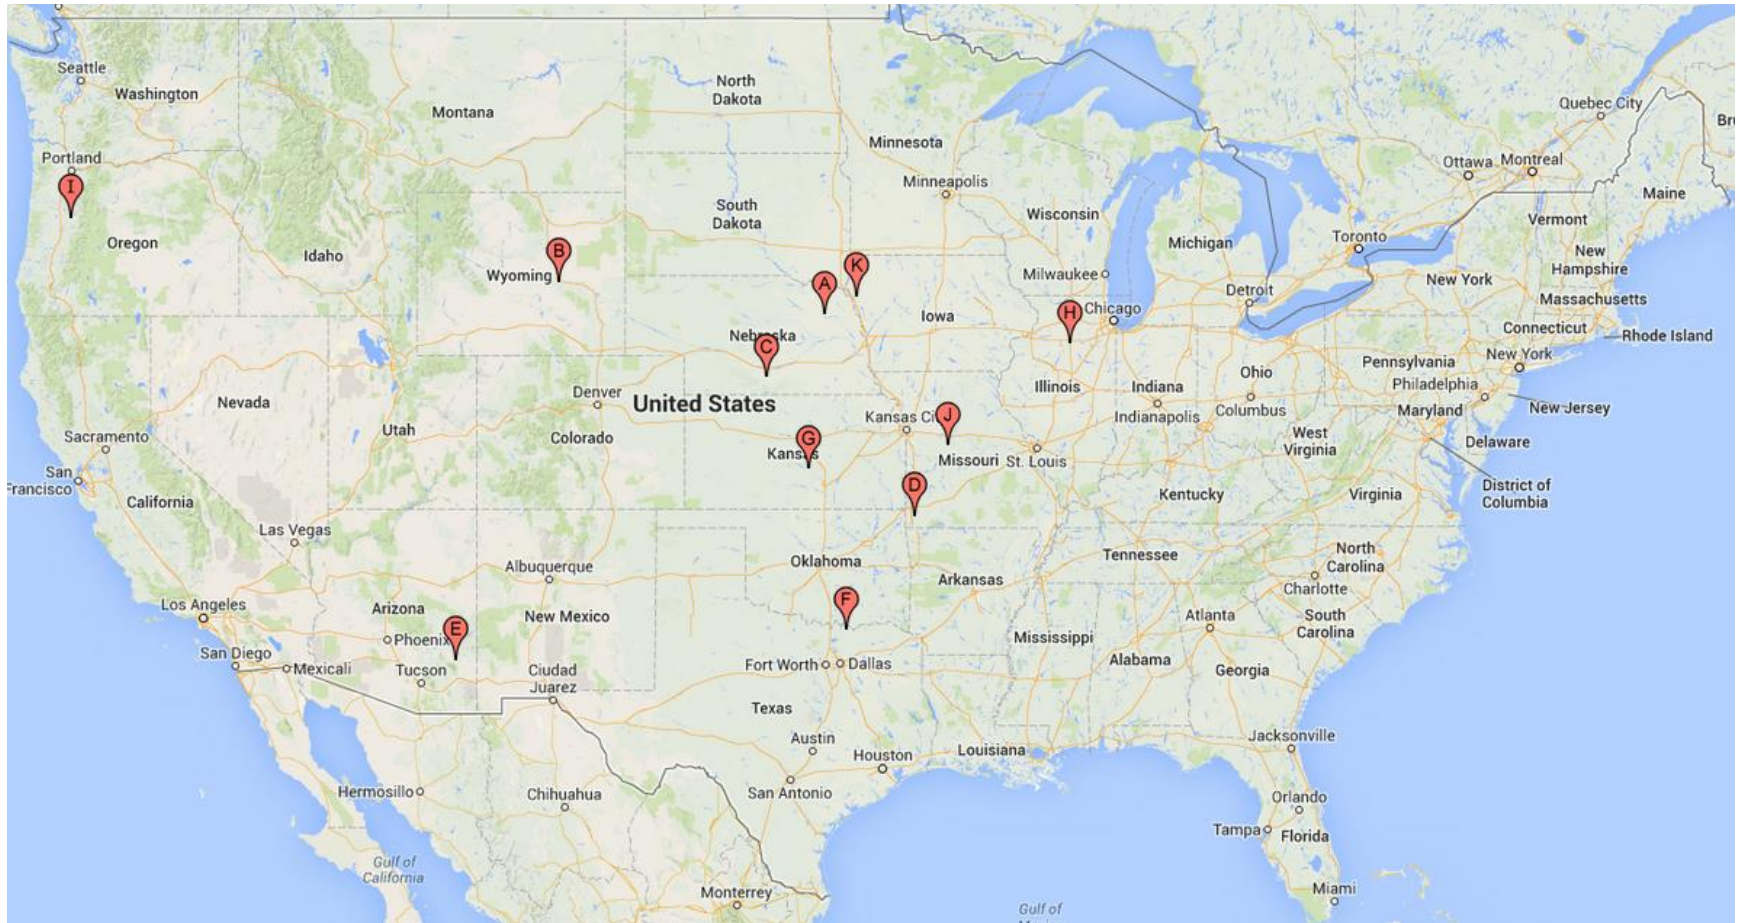 Seattle
Washington
Montana
North
Dakota
Minnesota
Quebec City
Bru
Portland
I
Ottawa
Montreal
Minneapolis
Maine
South
Dakota
Wisconsin
Michigan
Vermont
Oregon
Idaho
B
Wyoming
Toronto
New
Hampshire
K
A
Milwaukee
Detroit
New York
Massachusetts
Iowa
H
Chicago
Connecticut
Rhode Island
Nebraska
C
Pennsylvania
New York
Denver
United States
Illinois
Indiana
Ohio
Philadelphia
Nevada
Utah
Colorado
Kansas Ci
J
Indianapolis
Columbus
Maryland
New Jersey
Sacramento
G
Kansas
Missouri
St. Louis
West
Virginia
Delaware
San
Francisco
California
D
Kentucky
Virginia
District of
Columbia
Las Vegas
Albuquerque
Oklahoma
Arkansas
Tennessee
North
Carolina
Charlotte
Los Angeles
Arizona
New Mexico
F
Atlanta
South
Carolina
E
Phoenix
Mississippi
San Diego
Mexicali
Tucson
Ciudad
Juarez
Fort Worth
Dallas
Alabama
Georgia
Texas
Austin
Houston
Louisiana
Jacksonville
Hermosillo
Chihuahua
San Antonio
Orlando
Tampa
Florida
Gulf of
California
Monterrey
Miami
Gulf of